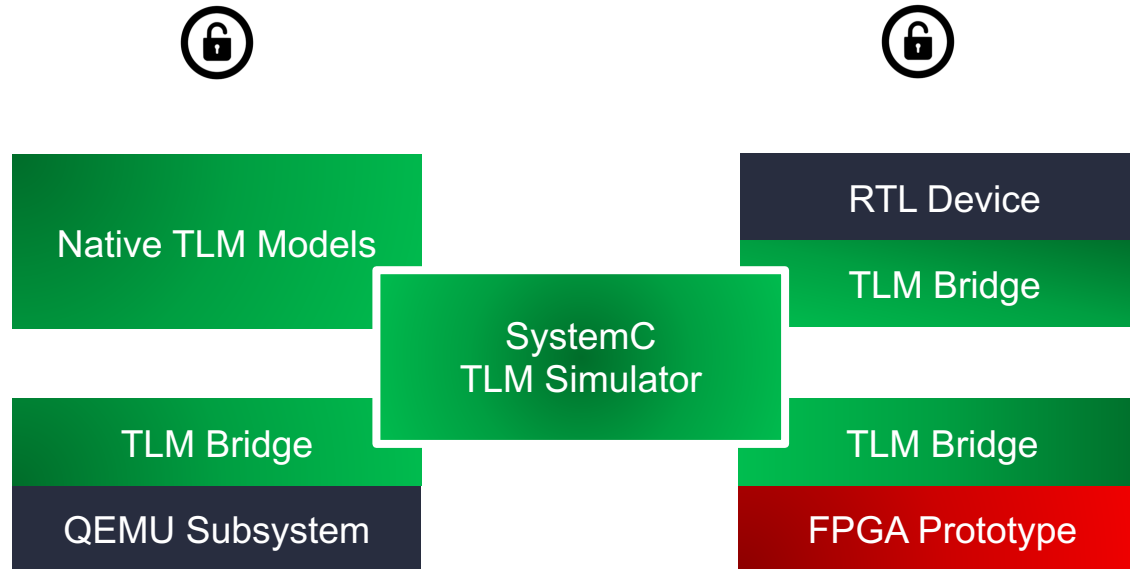 Native TLM Models
RTL Device
TLM Bridge
SystemC
TLM Simulator
TLM Bridge
QEMU Subsystem
TLM Bridge
FPGA Prototype